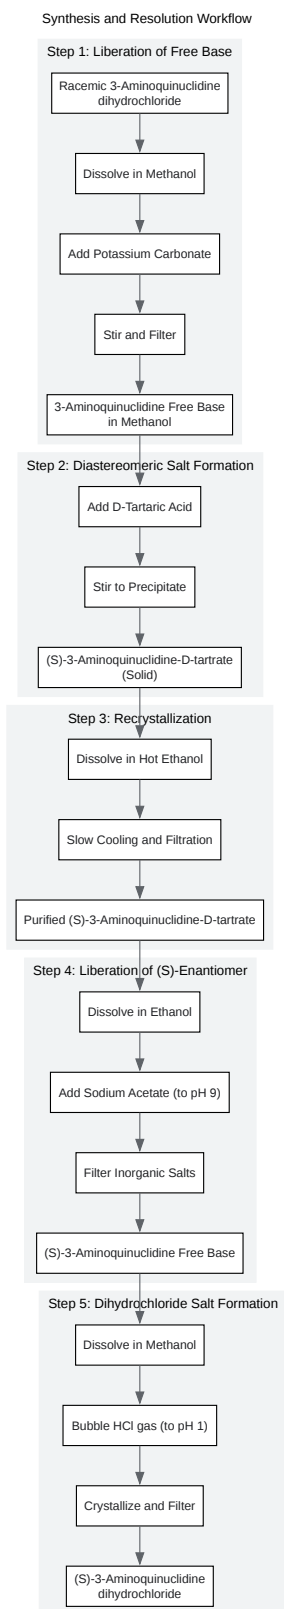 Synthesis and Resolution Workflow
Step 1: Liberation of Free Base
Racemic 3-Aminoquinuclidine
dihydrochloride
Dissolve in Methanol
Add Potassium Carbonate
Stir and Filter
3-Aminoquinuclidine Free Base
in Methanol
Step 2: Diastereomeric Salt Formation
Add D-Tartaric Acid
Stir to Precipitate
(S)-3-Aminoquinuclidine-D-tartrate
(Solid)
Step 3: Recrystallization
Dissolve in Hot Ethanol
Slow Cooling and Filtration
Purified (S)-3-Aminoquinuclidine-D-tartrate
Step 4: Liberation of (S)-Enantiomer
Dissolve in Ethanol
Add Sodium Acetate (to pH 9)
Filter Inorganic Salts
(S)-3-Aminoquinuclidine Free Base
Step 5: Dihydrochloride Salt Formation
Dissolve in Methanol
Bubble HCl gas (to pH 1)
Crystallize and Filter
(S)-3-Aminoquinuclidine
dihydrochloride